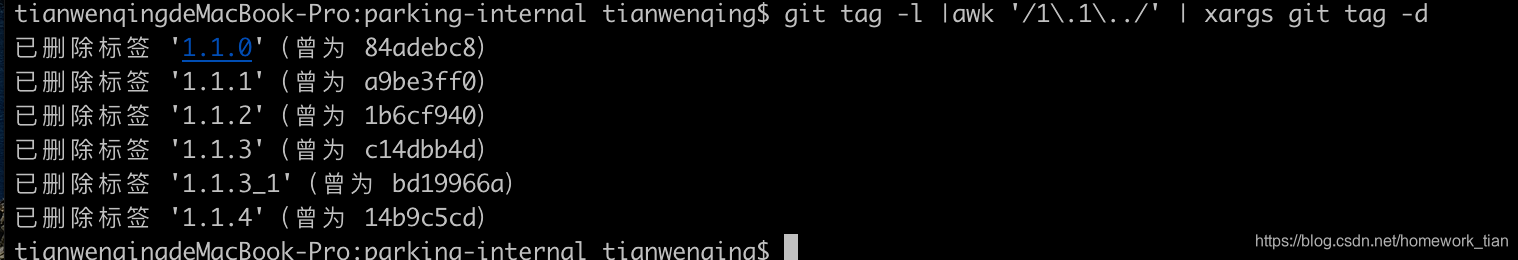 tianwenqingdeMacBook-Pro:parking-internal tianwenqing$ git tag -l |awk '/1\.1\../' | xargs git tag -d
已删除标签 '1.1.0'（曾为 84adebc8）
已删除标签 '1.1.1'（曾为 a9be3ff0）
已删除标签 '1.1.2'（曾为 1b6cf940）
已删除标签 '1.1.3'（曾为 c14dbb4d）
已删除标签 '1.1.3_1'（曾为 bd19966a）
已删除标签 '1.1.4'（曾为 14b9c5cd）
tianwenqingdeMacBook-Pro:parking-internal tianwenqing$
https://blog.csdn.net/homework_tian